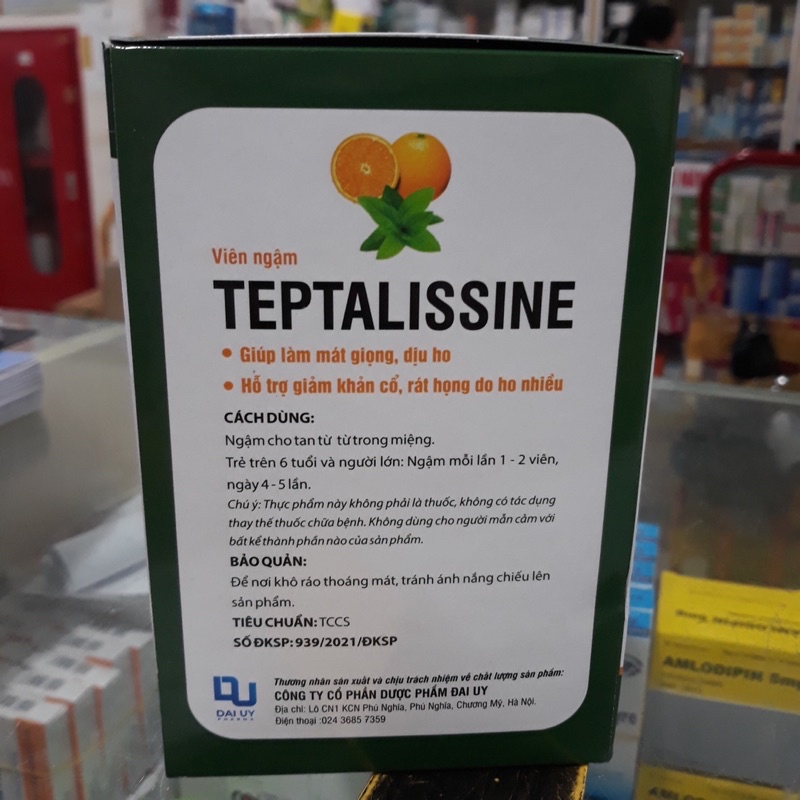 Viên ngậm
TEPTALISSINE
• Giúp làm mát giọng, dịu ho
• Hỗ trợ giảm khản cổ, rát họng do ho nhiều
CÁCH DÙNG:
Ngậm cho tan từ từ trong miệng.
Trẻ trên 6 tuổi và người lớn: Ngậm mỗi lần 1 - 2 viên,
ngày 4 - 5 lần.
Chú ý: Thực phẩm này không phải là thuốc, không có tác dụng
thay thế thuốc chữa bệnh. Không dùng cho người mẫn cảm với
bất kể thành phần nào của sản phẩm.
BẢO QUẢN:
Để nơi khô ráo thoáng mát, tránh ánh nắng chiếu lên
sản phẩm.
TIÊU CHUẨN: TCCS
SỐ ĐKSP: 939/2021/ĐKSP
Thương nhân sản xuất và chịu trách nhiệm về chất lượng sản phẩm:
CÔNG TY CỔ PHẦN DƯỢC PHẨM ĐẠI UY
Địa chỉ: Lô CN1 KCN Phú Nghĩa, Phú Nghĩa, Chương Mỹ, Hà Nội.
Điện thoại :024 3685 7359
DAI UY
PHARMA
AMLODIPIN 5mg